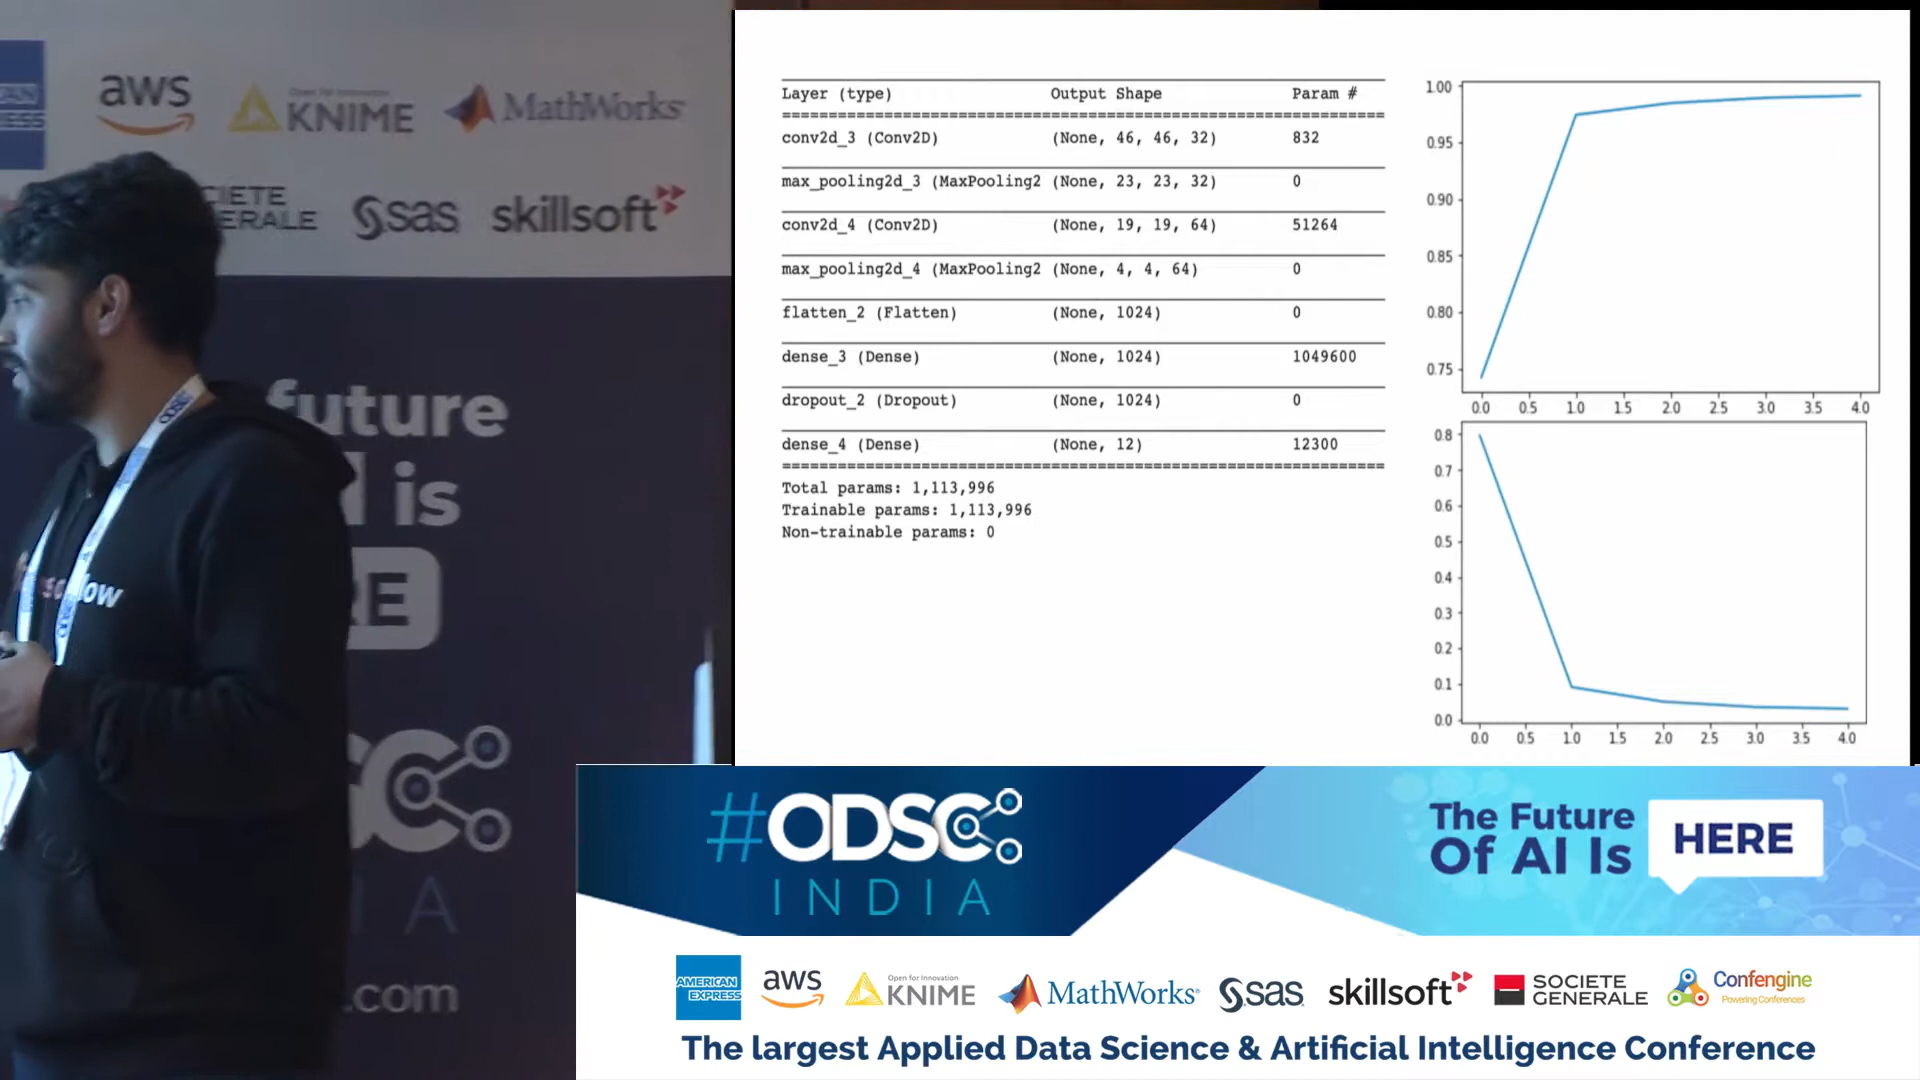 aws
Open for Innovation
KNIME
MathWorks
sas
skillsoft
future
is
.com
Layer (type) Output Shape Param #
conv2d_3 (Conv2D) (None, 46, 46, 32) 832
max_pooling2d_3 (MaxPooling2 (None, 23, 23, 32) 0
conv2d_4 (Conv2D) (None, 19, 19, 64) 51264
max_pooling2d_4 (MaxPooling2 (None, 4, 4, 64) 0
flatten_2 (Flatten) (None, 1024) 0
dense_3 (Dense) (None, 1024) 1049600
dropout_2 (Dropout) (None, 1024) 0
dense_4 (Dense) (None, 12) 12300
Total params: 1,113,996
Trainable params: 1,113,996
Non-trainable params: 0
1.00
0.95
0.90
0.85
0.80
0.75
0.0 0.5 1.0 1.5 2.0 2.5 3.0 3.5 4.0
0.8
0.7
0.6
0.5
0.4
0.3
0.2
0.1
0.0
0.0 0.5 1.0 1.5 2.0 2.5 3.0 3.5 4.0
#ODSC
INDIA
The Future
Of AI Is
HERE
AMERICAN
EXPRESS
aws
Open for Innovation
KNIME
MathWorks
sas
skillsoft
SOCIETE
GENERALE
Confengine
Powering Conferences
The largest Applied Data Science & Artificial Intelligence Conference